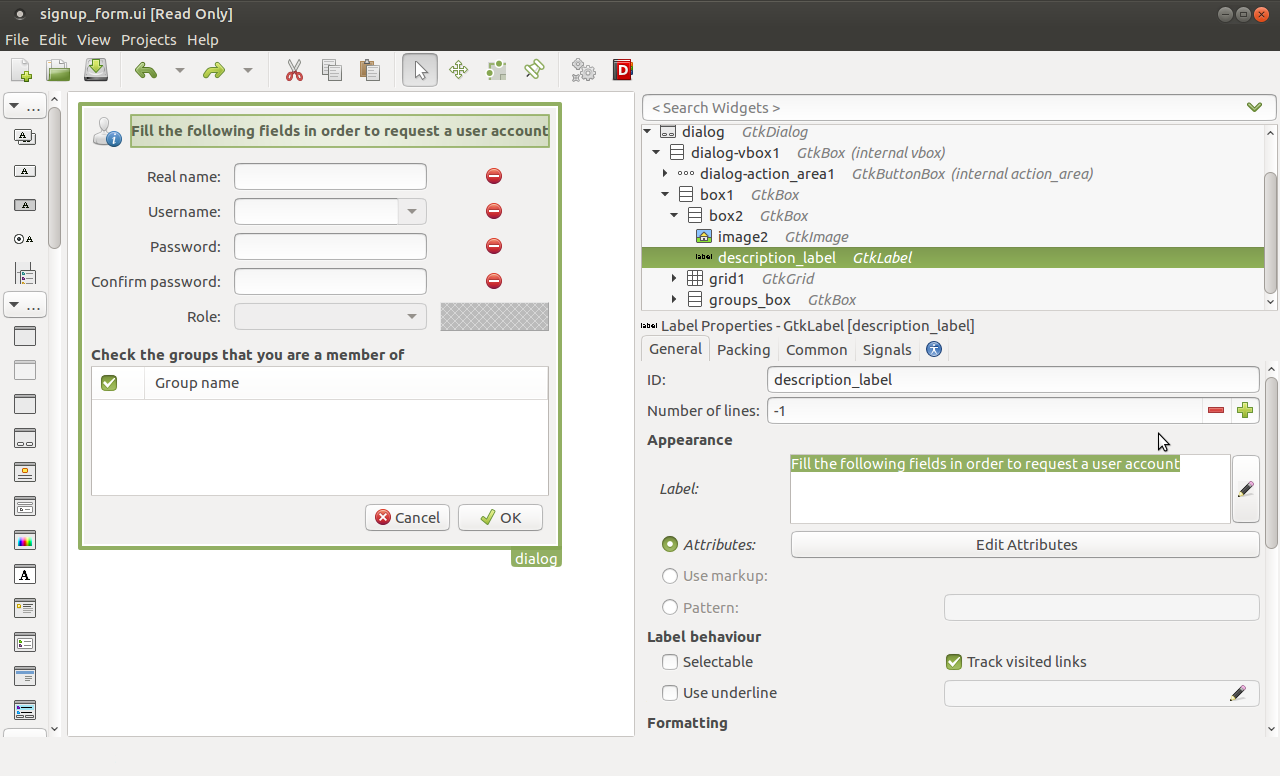 signup_form.ui [Read Only]
File Edit View Projects Help
D
...
< Search Widgets >
dialog GtkDialog
dialog-vbox1 GtkBox (internal vbox)
dialog-action_area1 GtkButtonBox (internal action_area)
box1 GtkBox
box2 GtkBox
image2 GtkImage
label description_label GtkLabel
grid1 GtkGrid
groups_box GtkBox
Fill the following fields in order to request a user account
Real name:
Username:
Password:
Confirm password:
Role:
Check the groups that you are a member of
Group name
Cancel OK
dialog
...
A
A
label Label Properties - GtkLabel [description_label]
General Packing Common Signals
ID: description_label
Number of lines: -1
Appearance
Label: Fill the following fields in order to request a user account
Attributes: Edit Attributes
Use markup:
Pattern:
Label behaviour
Selectable Track visited links
Use underline
Formatting